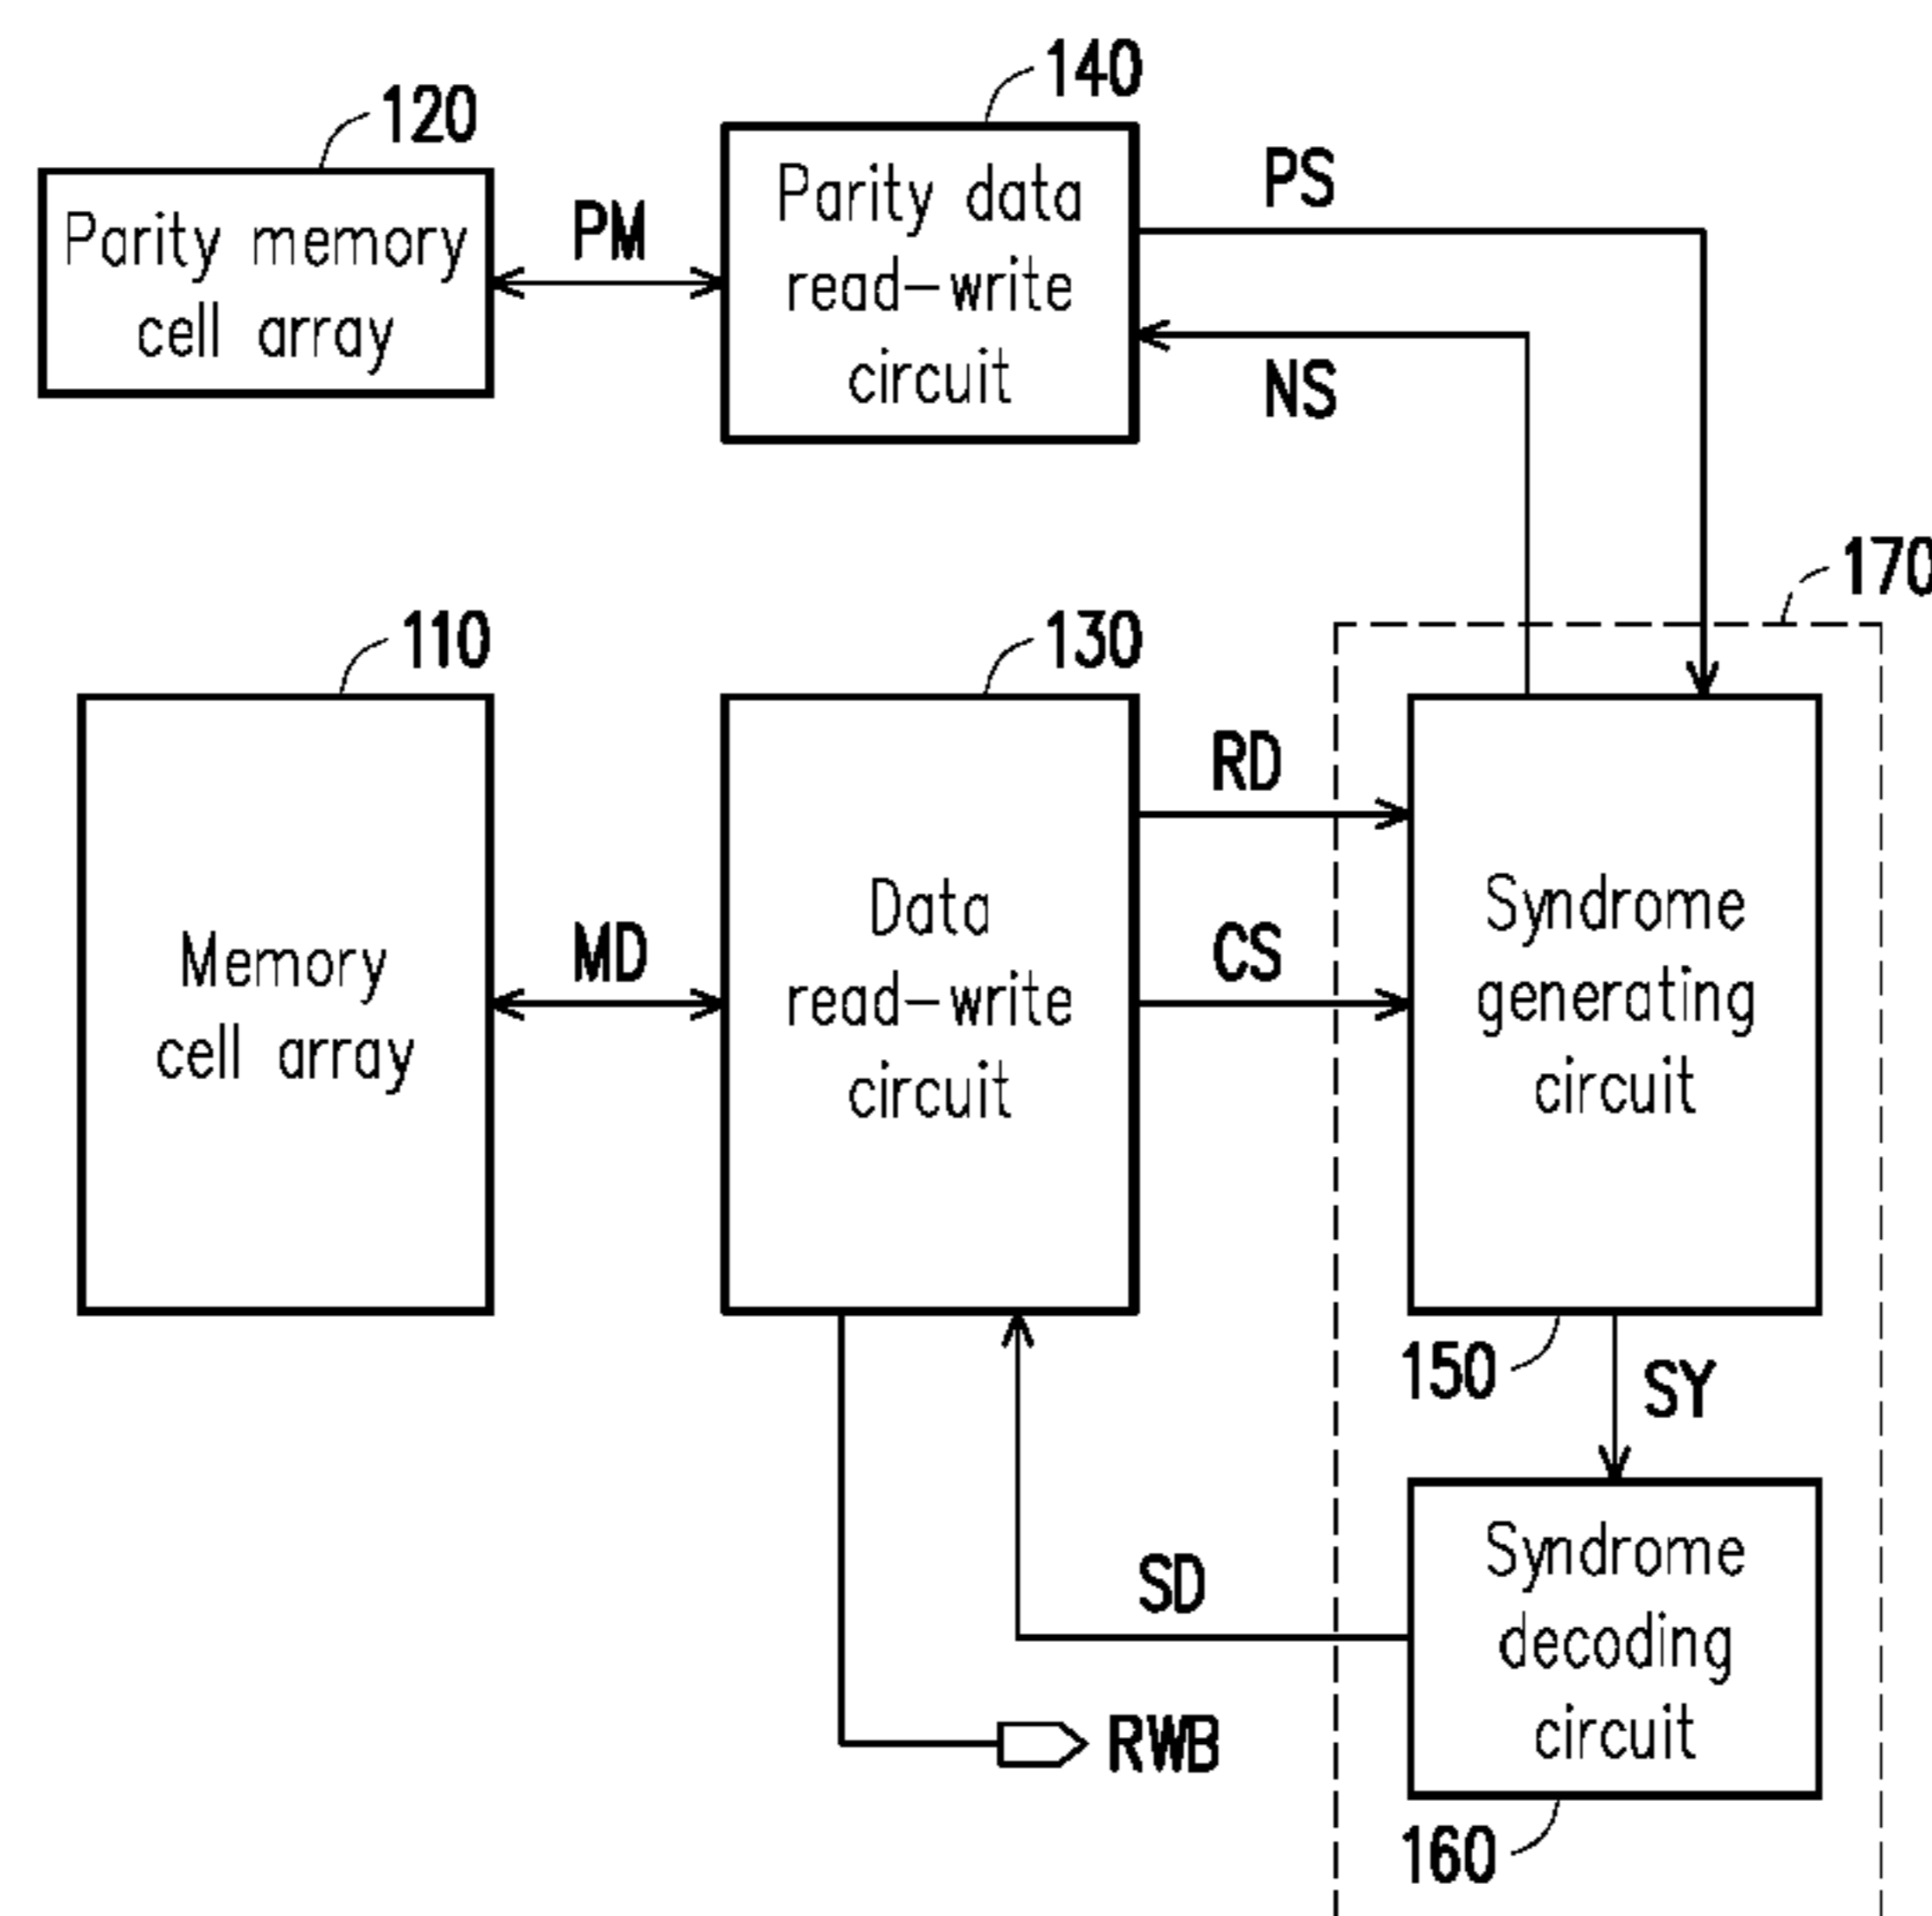 140
120
Parity data
read-write
circuit
PS
Parity memory
cell array
PM
NS
170
110
130
RD
Memory
cell array
MD
Data
read-write
circuit
CS
Syndrome
generating
circuit
150
SY
SD
Syndrome
decoding
circuit
RWB
160